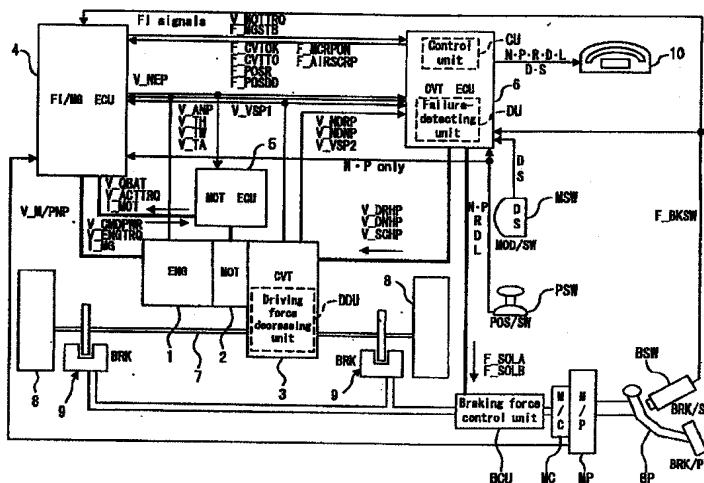 FI signals
V_MOTTRQ
F_MGSTB
F_CVTOK
F_CVTTO
F_POSR
F_POSDD
F_MCRPON
F_AIRSCRP
4
FI/MG ECU
V_NEP
V_ANP
V_TH
V_TW
V_TA
V_VSP1
V_NDRP
V_NDNP
V_VSP2
Control unit
CU
CVT ECU
6
Failure-detecting unit
DU
N·P·R·D·L
D·S
10
N·P only
5
MOT ECU
V_QBAT
V_ACTTRQ
I_MOT
V_M/PNP
V_CMDPWR
V_ENGTRQ
I_MG
V_DRHP
V_DNHP
V_SCHP
D S
D S
MSW
MOD/SW
N·P
R
D
L
F_BKSW
PSW
POS/SW
ENG
MOT
CVT
Driving force decreasing unit
DDU
8
8
BRK
BRK
1
2
3
7
9
9
F_SOLA
F_SOLB
Braking force control unit
M/C
M/P
BSW
BRK/S
BRK/P
BCU
MC
MP
BP